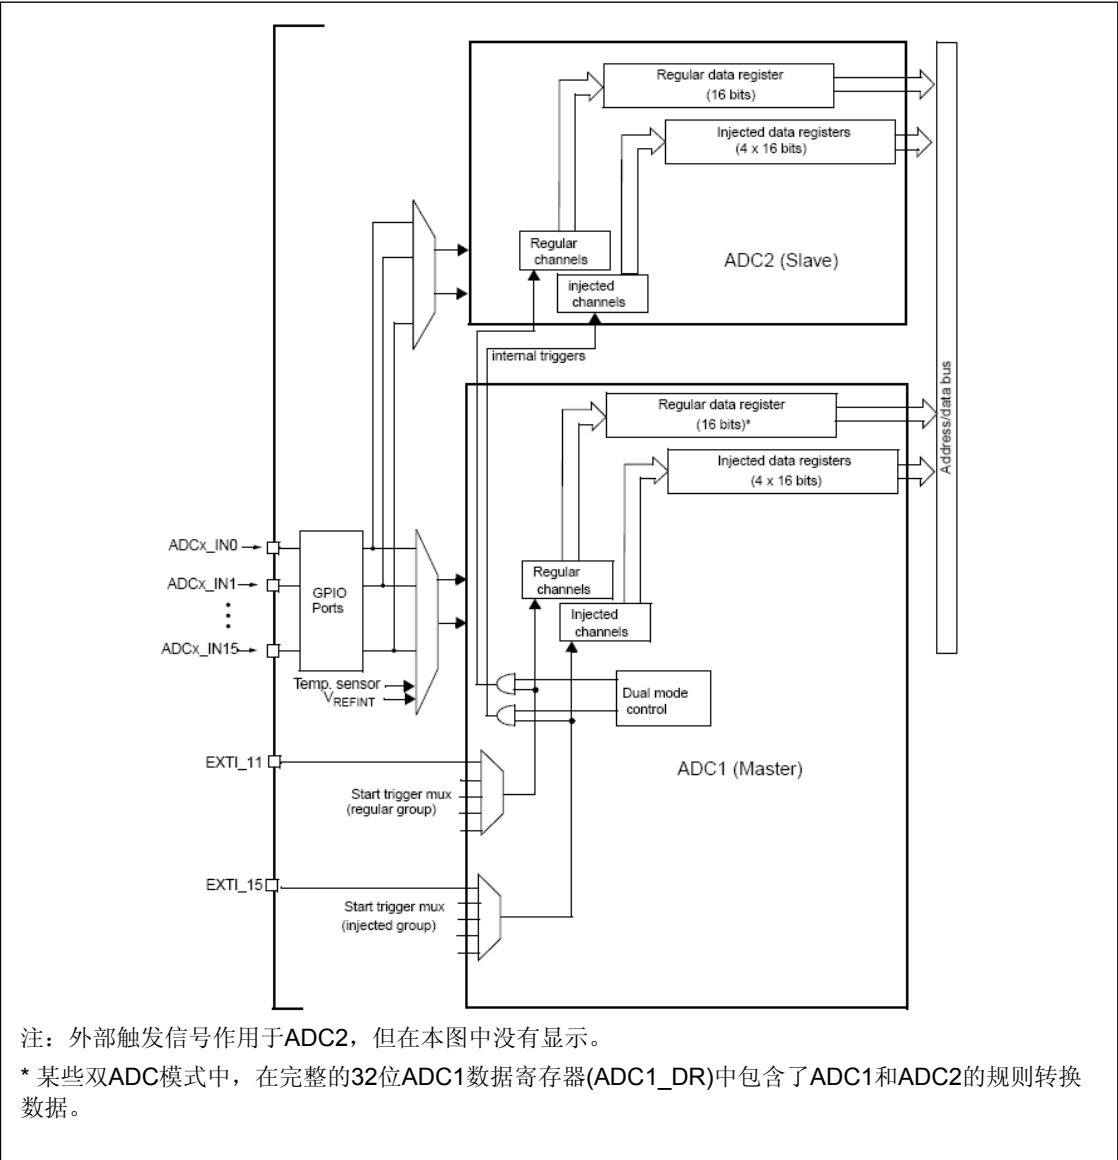 Regular data register
(16 bits)
Injected data registers
(4 x 16 bits)
Regular
channels
ADC2 (Slave)
injected
channels
internal triggers
Address/data bus
Regular data register
(16 bits)*
Injected data registers
(4 x 16 bits)
ADCx_IN0
ADCx_IN1
ADCx_IN15
GPIO
Ports
Regular
channels
Injected
channels
Temp. sensor
VREFINT
Dual mode
control
EXTI_11
ADC1 (Master)
Start trigger mux
(regular group)
EXTI_15
Start trigger mux
(injected group)
注：外部触发信号作用于ADC2，但在本图中没有显示。
* 某些双ADC模式中，在完整的32位ADC1数据寄存器(ADC1_DR)中包含了ADC1和ADC2的规则转换
数据。